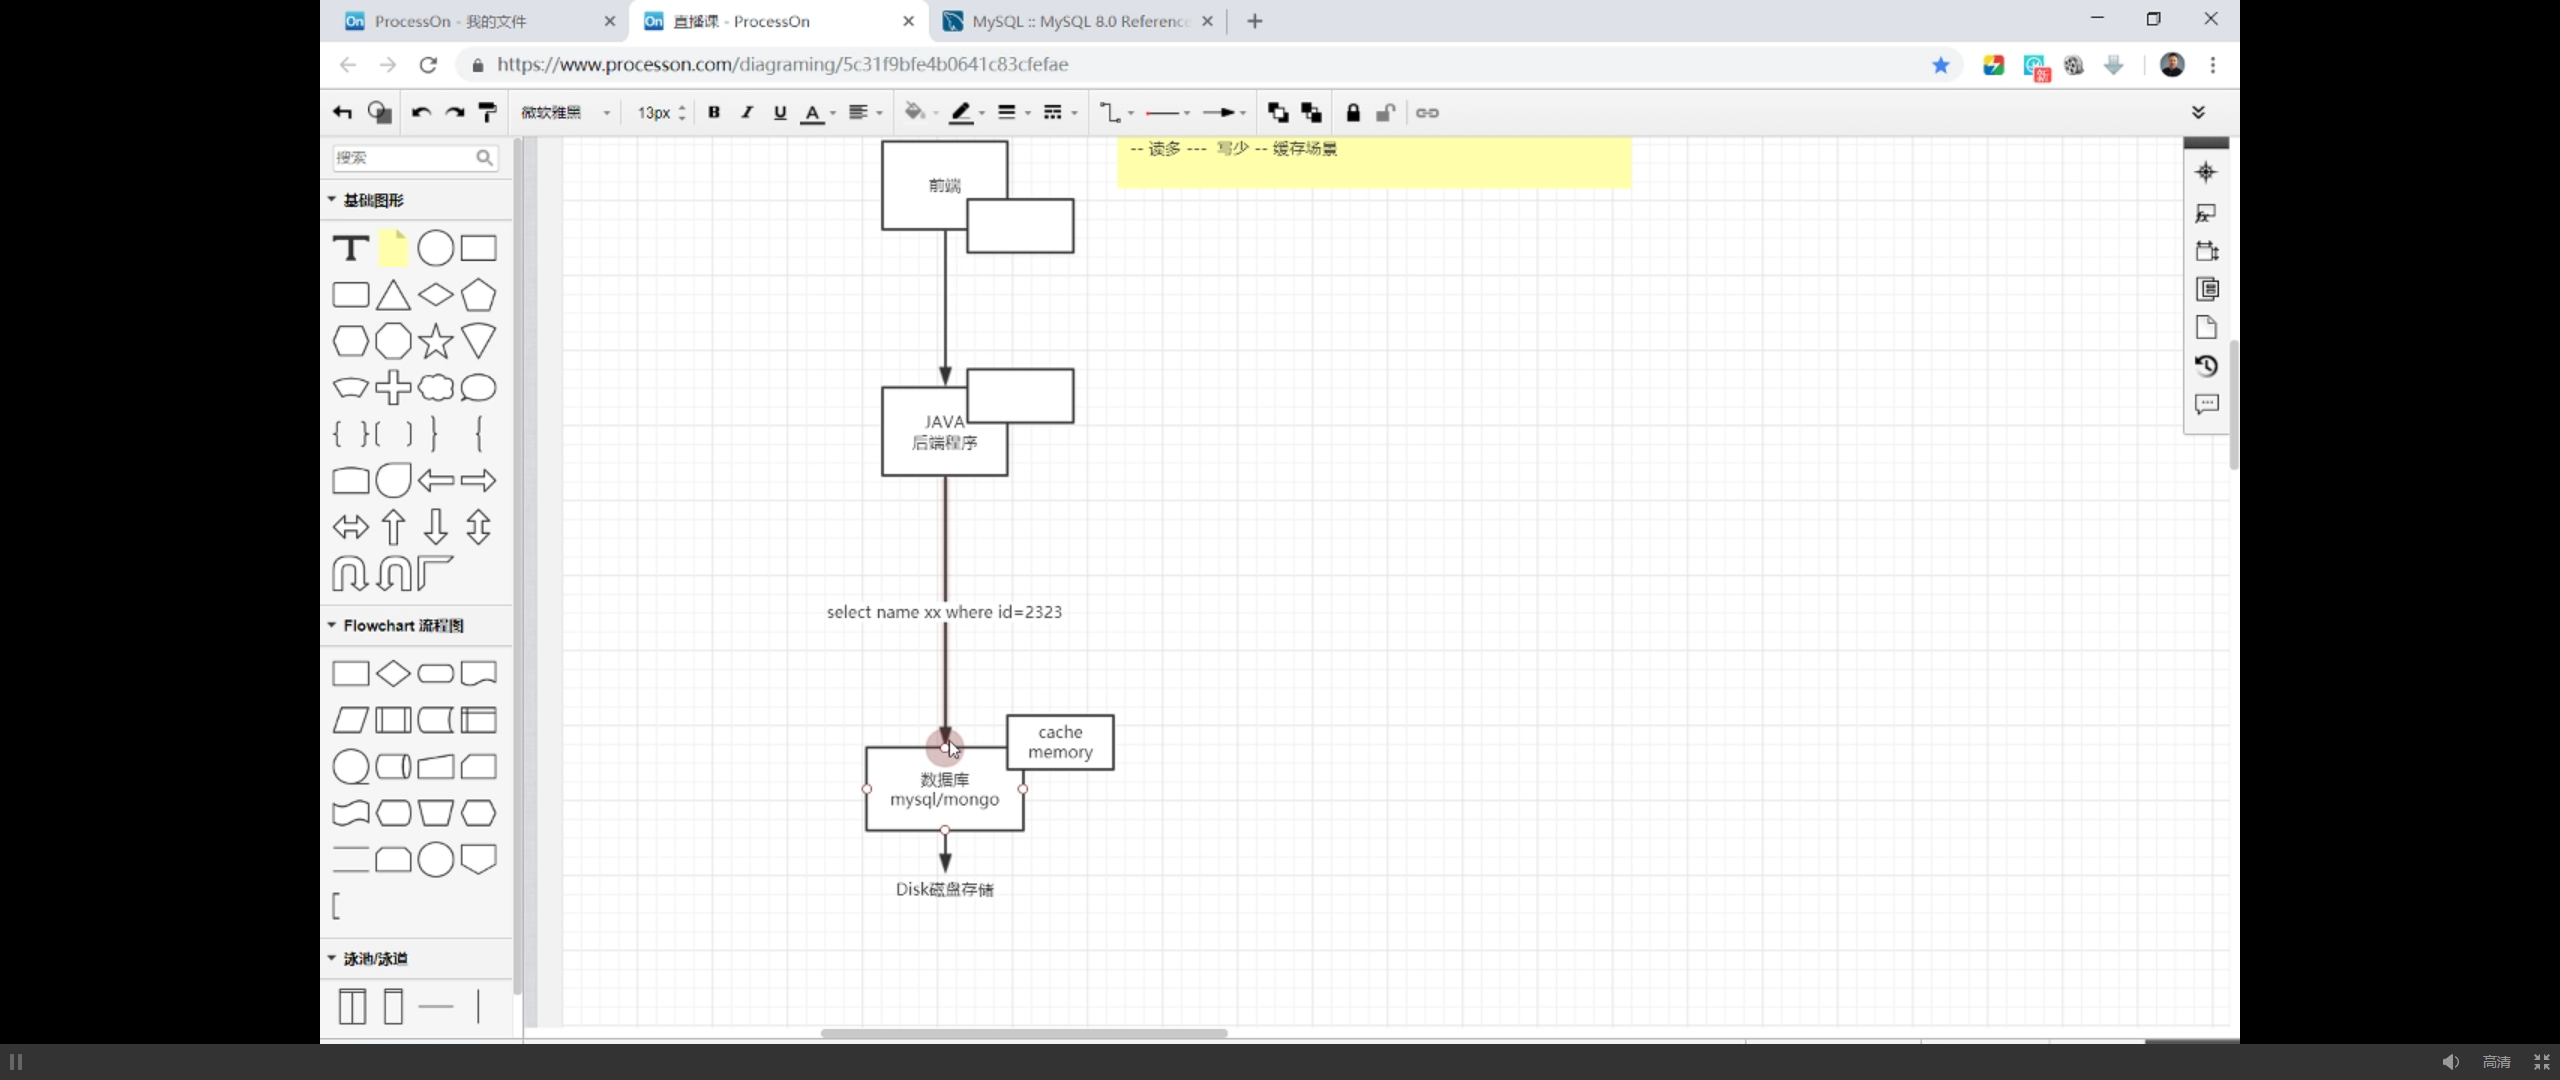 ProcessOn - 我的文件
直播课 - ProcessOn
MySQL :: MySQL 8.0 Reference
https://www.processon.com/diagraming/5c31f9bfe4b0641c83cfefae
新
微软雅黑
13px
B I U A
搜索
-- 读多 --- 写少 -- 缓存场景
前端
基础图形
JAVA
后端程序
select name xx where id=2323
Flowchart 流程图
cache
memory
数据库
mysql/mongo
Disk磁盘存储
泳池/泳道
高清